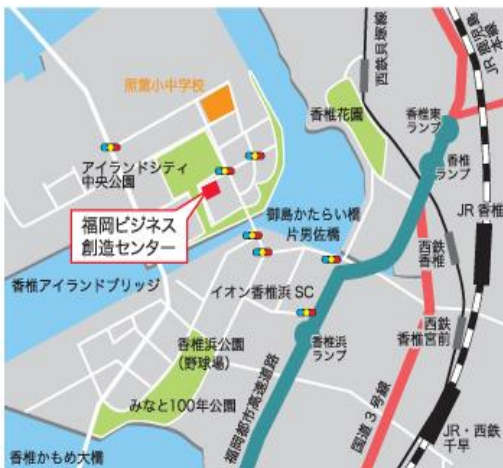 西鉄貝塚線
JR鹿児島
本線
照葉小中学校
香椎花園
香椎東
ランプ
アイランドシティ
中央公園
香椎
ランプ
福岡ビジネス
創造センター
御島かたらい橋
片男佐橋
JR香椎
西鉄
香椎
香椎アイランドブリッジ
イオン香椎浜SC
香椎浜公園
(野球場)
香椎浜
ランプ
西鉄
香椎宮前
みなと100年公園
福岡都市高速道路
国道3号線
JR・西鉄
千早
香椎かもめ大橋